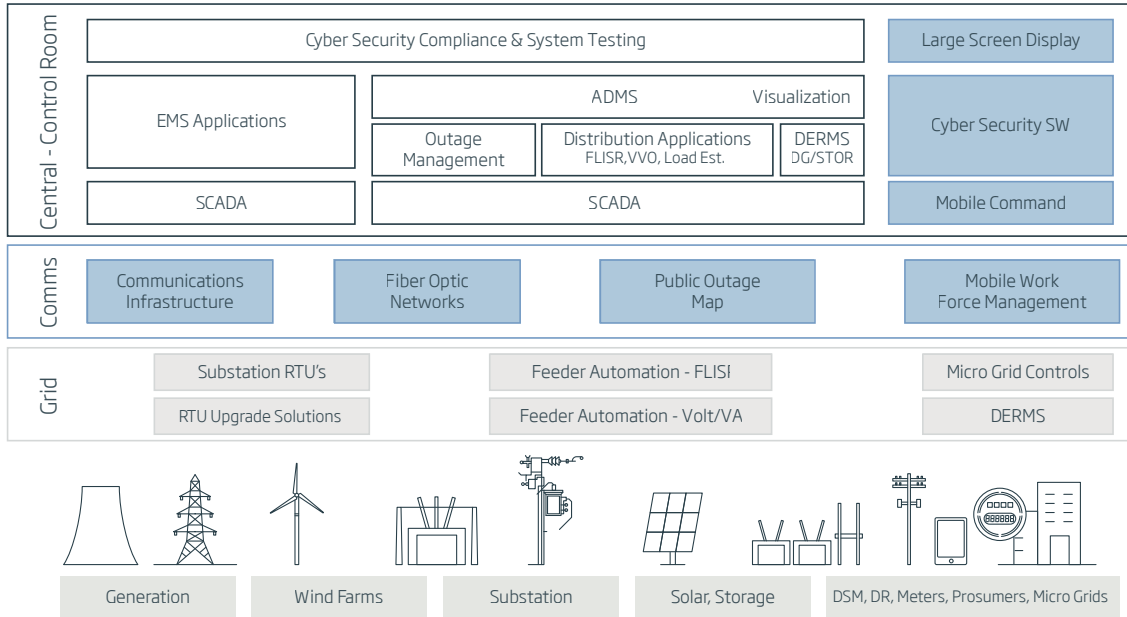 Central - Control Room
Cyber Security Compliance & System Testing
Large Screen Display
EMS Applications
ADMS Visualization
Cyber Security SW
Outage
Management
Distribution Applications
FLISR,VVO, Load Est.
DERMS
DG/STOR
SCADA
SCADA
Mobile Command
Comms
Communications
Infrastructure
Fiber Optic
Networks
Public Outage
Map
Mobile Work
Force Management
Grid
Substation RTU's
Feeder Automation - FLISF
Micro Grid Controls
RTU Upgrade Solutions
Feeder Automation - Volt/VA
DERMS
Generation
Wind Farms
Substation
Solar, Storage
DSM, DR, Meters, Prosumers, Micro Grids